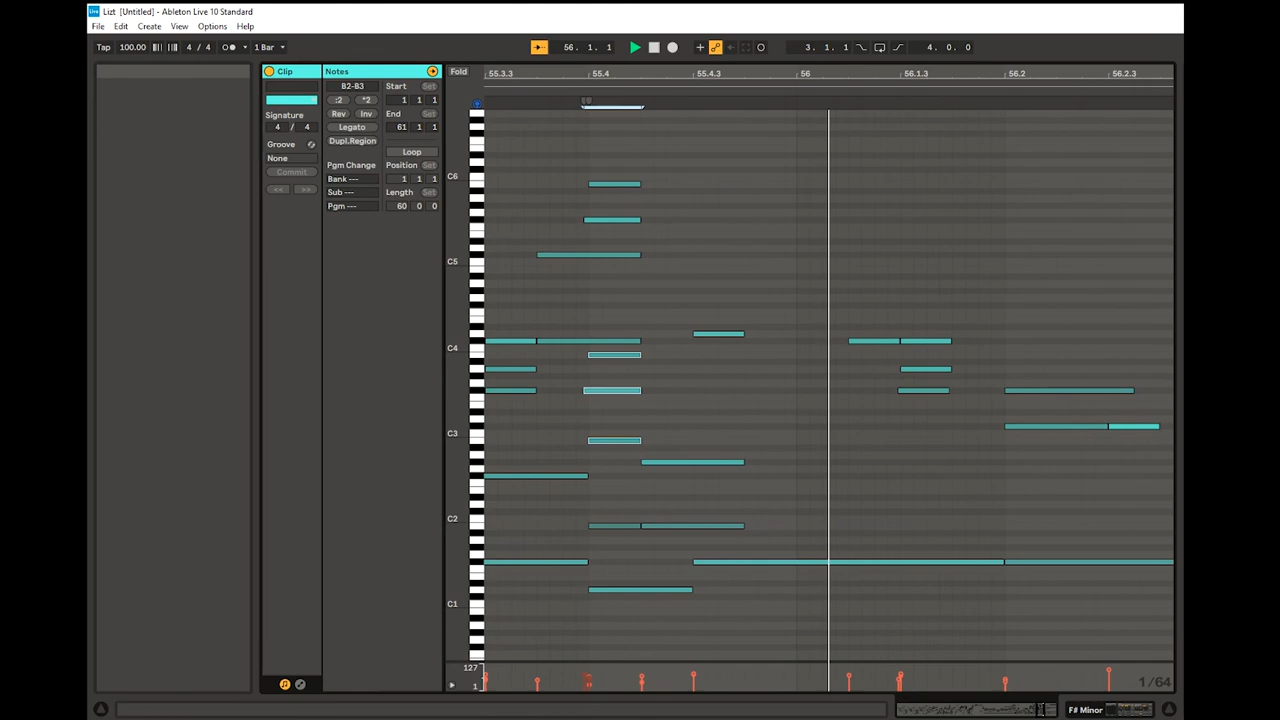 Lizt [Untitled] - Ableton Live 10 Standard
File Edit Create View Options Help
Tap 100.00 4 / 4 1 Bar 56. 1. 1 3. 1. 1 4. 0. 0
Clip Notes Fold 55.3.3 55.4 55.4.3 56 56.1.3 56.2 56.2.3
B2-B3 Start
:2 *2 1 1 1
Signature Rev Inv End
4 / 4 Legato 61 1 1
Groove Dupl.Region
None Loop
Commit Pgm Change Position Set
Bank --- 1 1 1
<< >> Sub --- Length Set
Pgm --- 60 0 0
C6
C5
C4
C3
C2
C1
127
1 1/64
F# Minor